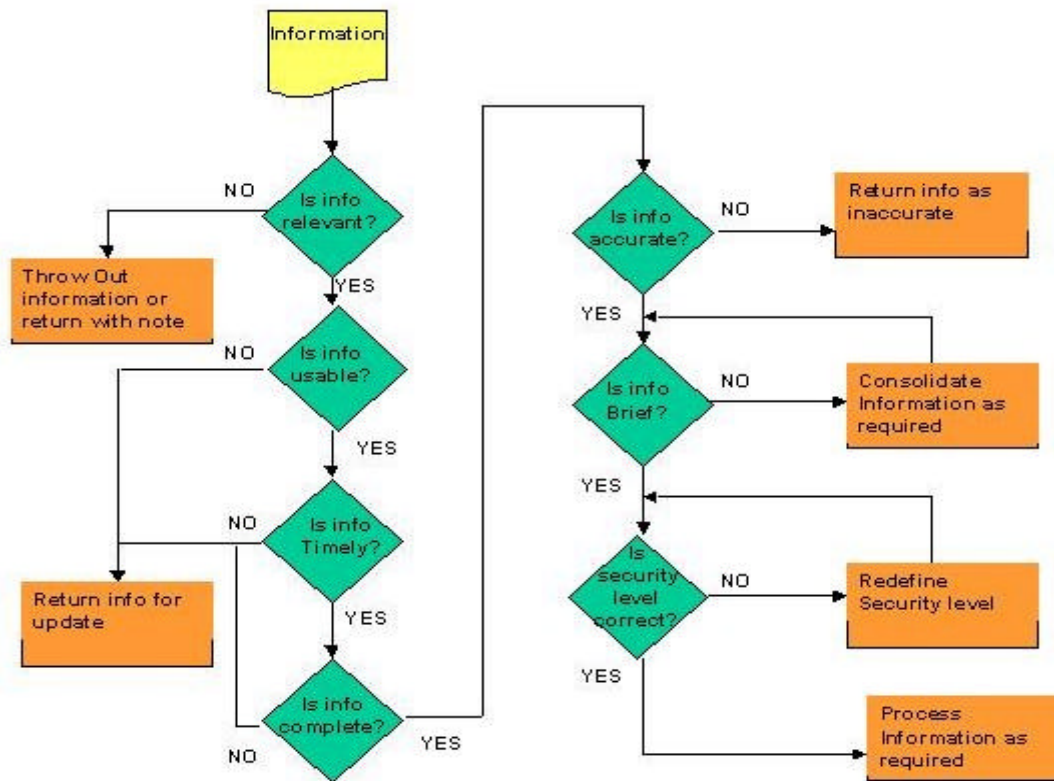 Information
NO
Is info
relevant?
Throw Out
information or
return with note
YES
NO
Is info
usable?
YES
NO
Is info
Timely?
Return info for
update
YES
Is info
complete?
NO
YES
Is info
accurate?
NO
Return info as
inaccurate
YES
Is info
Brief?
NO
Consolidate
Information as
required
YES
Is
security
level
correct?
NO
Redefine
Security level
YES
Process
Information as
required